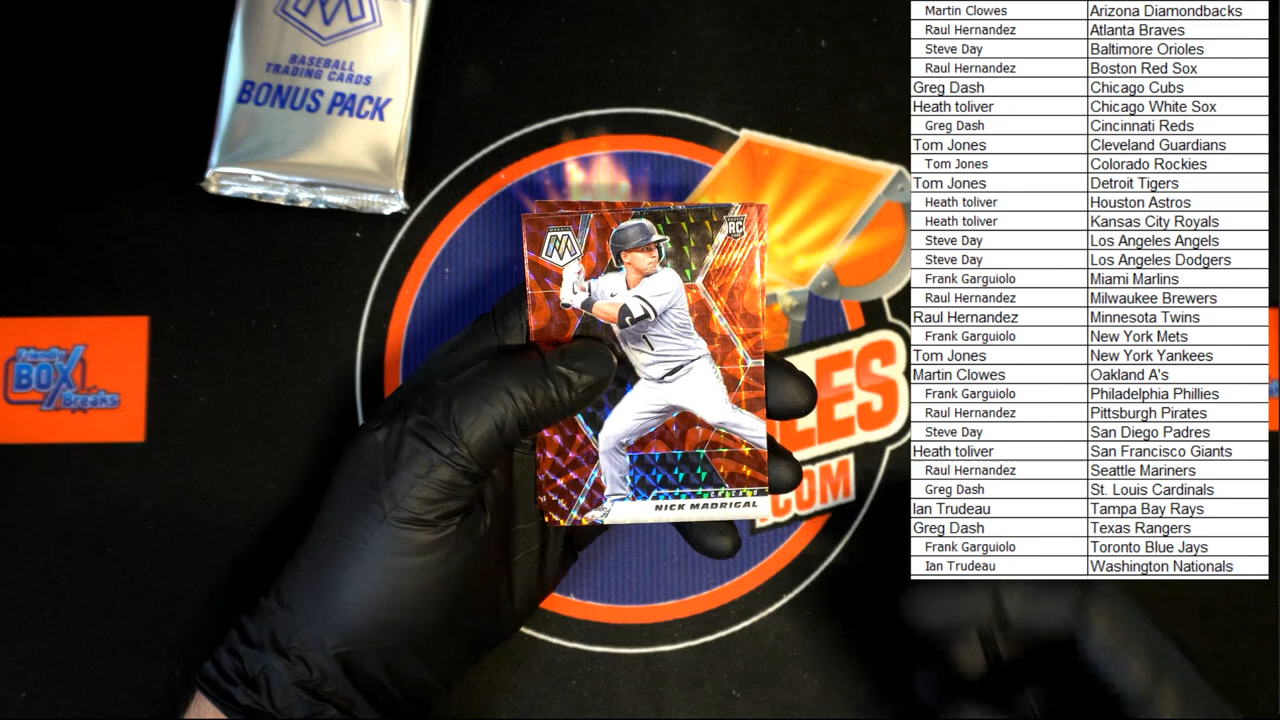 BASEBALL
TRADING CARDS
BONUS PACK
Friendly
BOX
Breaks
MOSAIC
ROOKIE
RC
1
CHICAGO
NICK MADRIGAL
LES
.COM
Martin Clowes Arizona Diamondbacks
Raul Hernandez Atlanta Braves
Steve Day Baltimore Orioles
Raul Hernandez Boston Red Sox
Greg Dash Chicago Cubs
Heath toliver Chicago White Sox
Greg Dash Cincinnati Reds
Tom Jones Cleveland Guardians
Tom Jones Colorado Rockies
Tom Jones Detroit Tigers
Heath toliver Houston Astros
Heath toliver Kansas City Royals
Steve Day Los Angeles Angels
Steve Day Los Angeles Dodgers
Frank Garguiolo Miami Marlins
Raul Hernandez Milwaukee Brewers
Raul Hernandez Minnesota Twins
Frank Garguiolo New York Mets
Tom Jones New York Yankees
Martin Clowes Oakland A's
Frank Garguiolo Philadelphia Phillies
Raul Hernandez Pittsburgh Pirates
Steve Day San Diego Padres
Heath toliver San Francisco Giants
Raul Hernandez Seattle Mariners
Greg Dash St. Louis Cardinals
Ian Trudeau Tampa Bay Rays
Greg Dash Texas Rangers
Frank Garguiolo Toronto Blue Jays
Ian Trudeau Washington Nationals